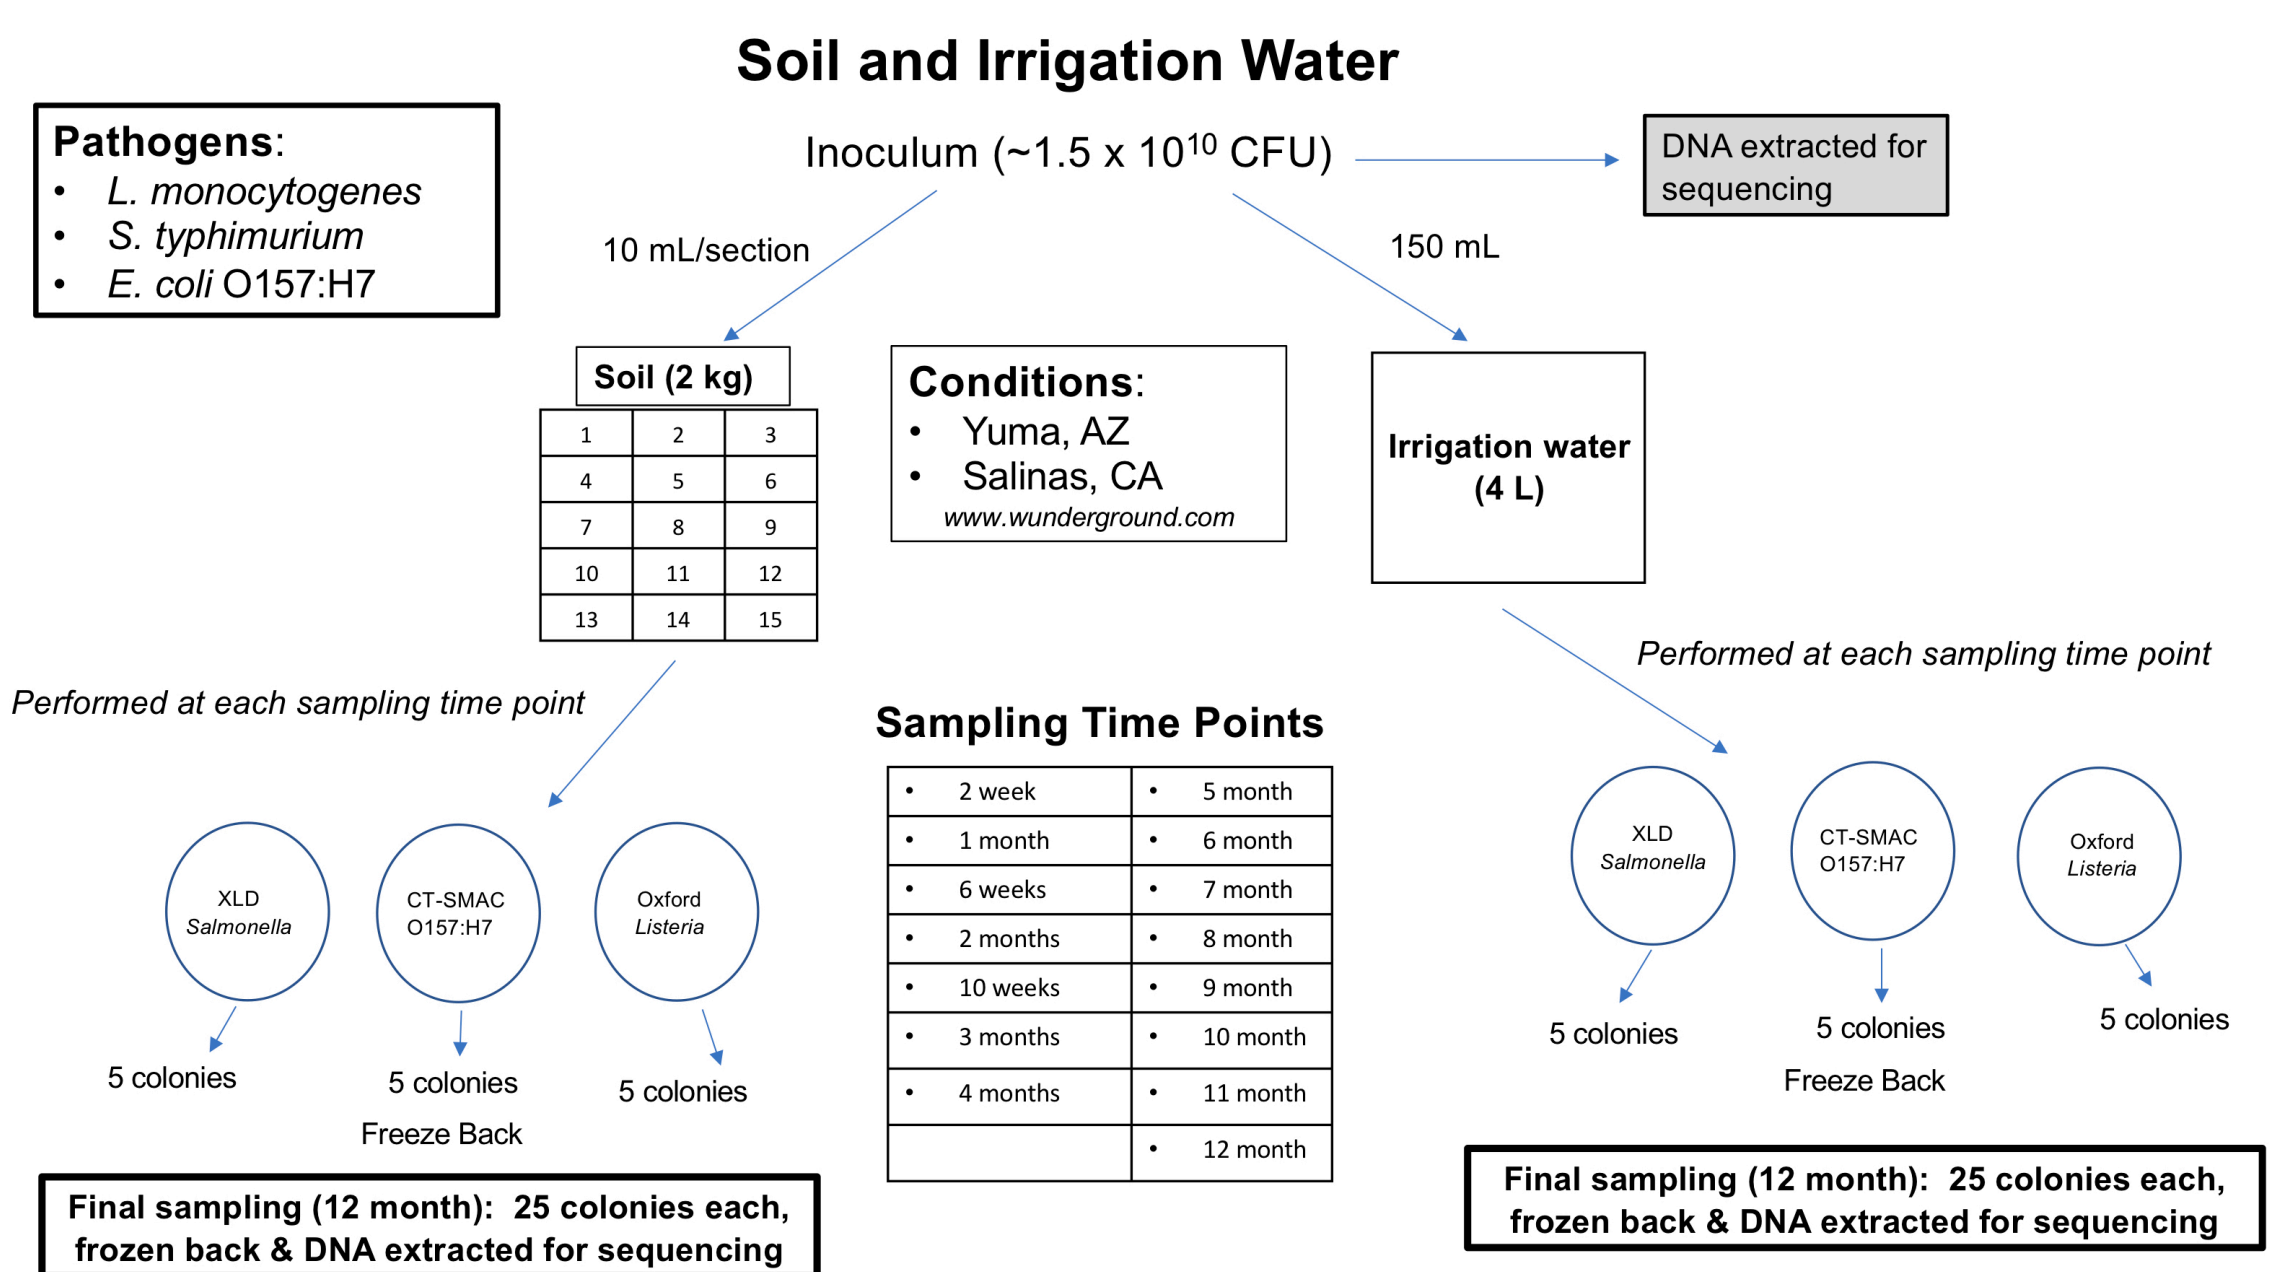 Soil and Irrigation Water
Pathogens:
• L. monocytogenes
• S. typhimurium
• E. coli O157:H7
Inoculum (~1.5 x 10¹⁰ CFU)
DNA extracted for
sequencing
10 mL/section
150 mL
Soil (2 kg)
1 2 3
4 5 6
7 8 9
10 11 12
13 14 15
Conditions:
• Yuma, AZ
• Salinas, CA
www.wunderground.com
Irrigation water
(4 L)
Performed at each sampling time point
Performed at each sampling time point
Sampling Time Points
• 2 week • 5 month
• 1 month • 6 month
• 6 weeks • 7 month
• 2 months • 8 month
• 10 weeks • 9 month
• 3 months • 10 month
• 4 months • 11 month
• 12 month
XLD
Salmonella
CT-SMAC
O157:H7
Oxford
Listeria
5 colonies
5 colonies
5 colonies
Freeze Back
Final sampling (12 month): 25 colonies each,
frozen back & DNA extracted for sequencing
XLD
Salmonella
CT-SMAC
O157:H7
Oxford
Listeria
5 colonies
5 colonies
5 colonies
Freeze Back
Final sampling (12 month): 25 colonies each,
frozen back & DNA extracted for sequencing